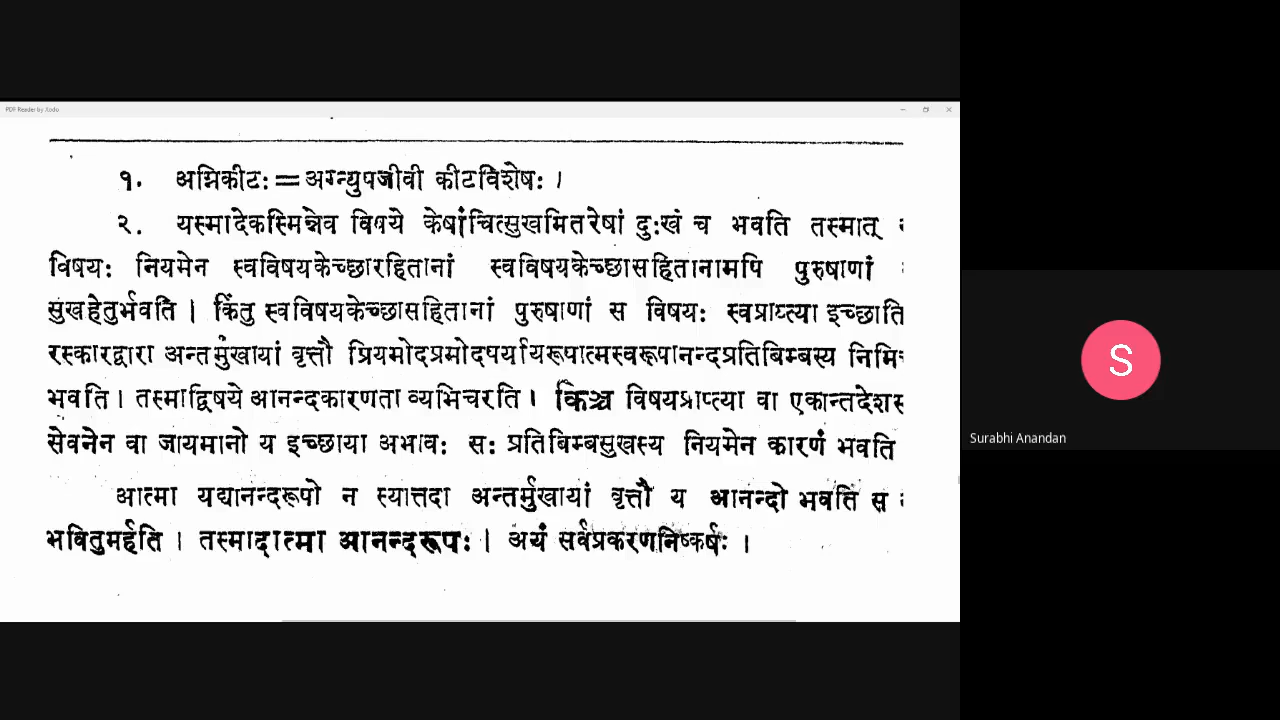 PDF Reader by Xodo
१. अग्निकीटः = अग्न्युपजीवी कीटविशेषः ।
२. यस्मादेकस्मिन्नेव विषये केषांचित्सुखमितरेषां दुःखं च भवति तस्मात्
विषयः नियमेन स्वविषयकेच्छारहितानां स्वविषयकेच्छासहितानामपि पुरुषाणां
सुखहेतुर्भवति । किंतु स्वविषयकेच्छासहितानां पुरुषाणां स विषयः स्वप्राप्त्या इच्छाति
रस्कारद्वारा अन्तर्मुखायां वृत्तौ प्रियमोदप्रमोदपर्यायरूपात्मस्वरूपानन्दप्रतिबिम्बस्य
भवति । तस्माद्विषये आनन्दकारणता व्यभिचरति । किञ्च विषयप्राप्त्या वा
सेवनेन वा जायमानो य इच्छाया अभावः सः प्रतिबिम्बसुखस्य नियमेन कारणं भवति
आत्मा यद्यानन्दरूपो न स्यात्तदा अन्तर्मुखायां वृत्तौ य आनन्दो भवति स
भवितुमर्हति । तस्मादात्मा आनन्दरूपः । अयं सर्वप्रकरणनिष्कर्षः ।
S
Surabhi Anandan